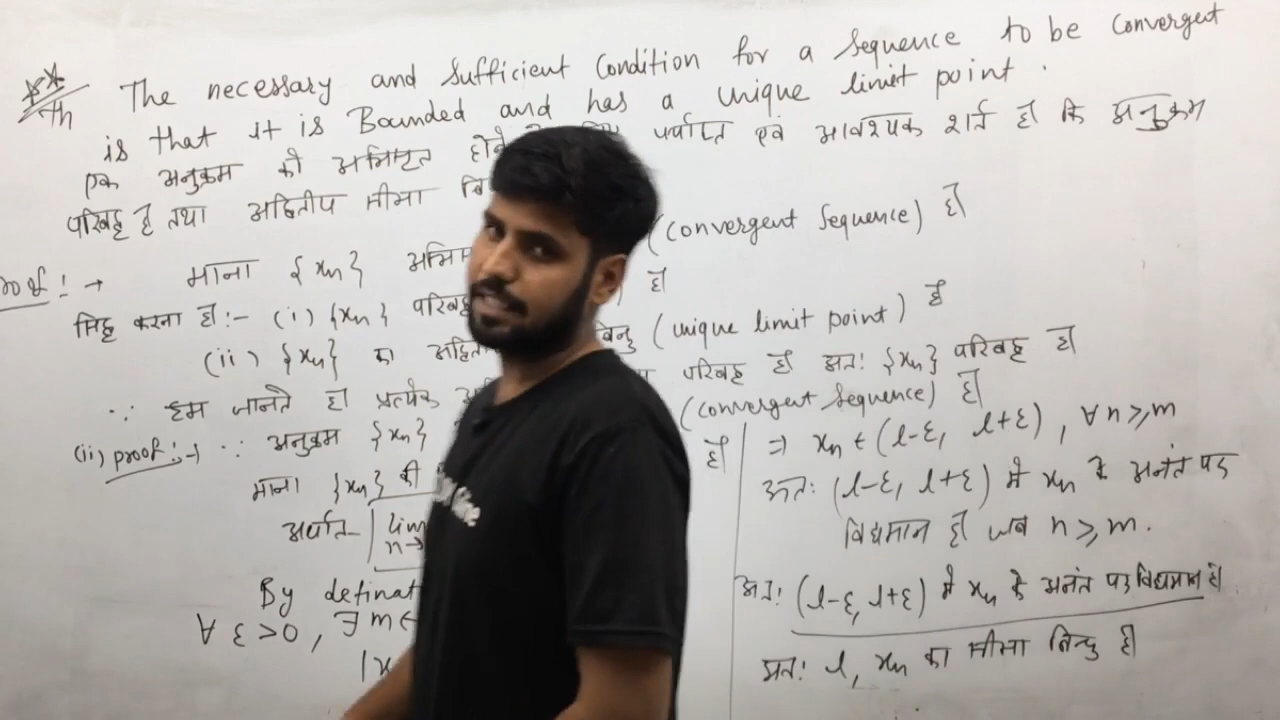 Th The necessary and sufficient Condition for a sequence to be convergent
is that it is Bounded and has a unique limit point.
एक अनुक्रम को अभिसृत होने पर्याप्त एवं आवश्यक शर्त है कि अनुक्रम
परिबद्ध है तथा अद्वितीय सीमा
माना {xn} (convergent sequence) है
सिद्ध करना है:- (i) {xn} परिबद्ध है
(ii) {xn} का (unique limit point) है
∵ हम जानते है प्रत्येक परिबद्ध है अतः {xn} परिबद्ध है
(ii) proof :-→ ∵ अनुक्रम {xn} (convergent sequence) है
माना {xn} की है
अर्थात- lim n→
By definat
∀ ε>0, ∃ m∈
|x
⇒ xn ∈ (l-ε, l+ε), ∀ n≥m
अतः (l-ε, l+ε) में xn के अनंत पद
विद्यमान है जब n≥m.
अतः (l-ε, l+ε) में xn के अनंत पद विद्यमान है
अतः l, xn का सीमा बिन्दु है